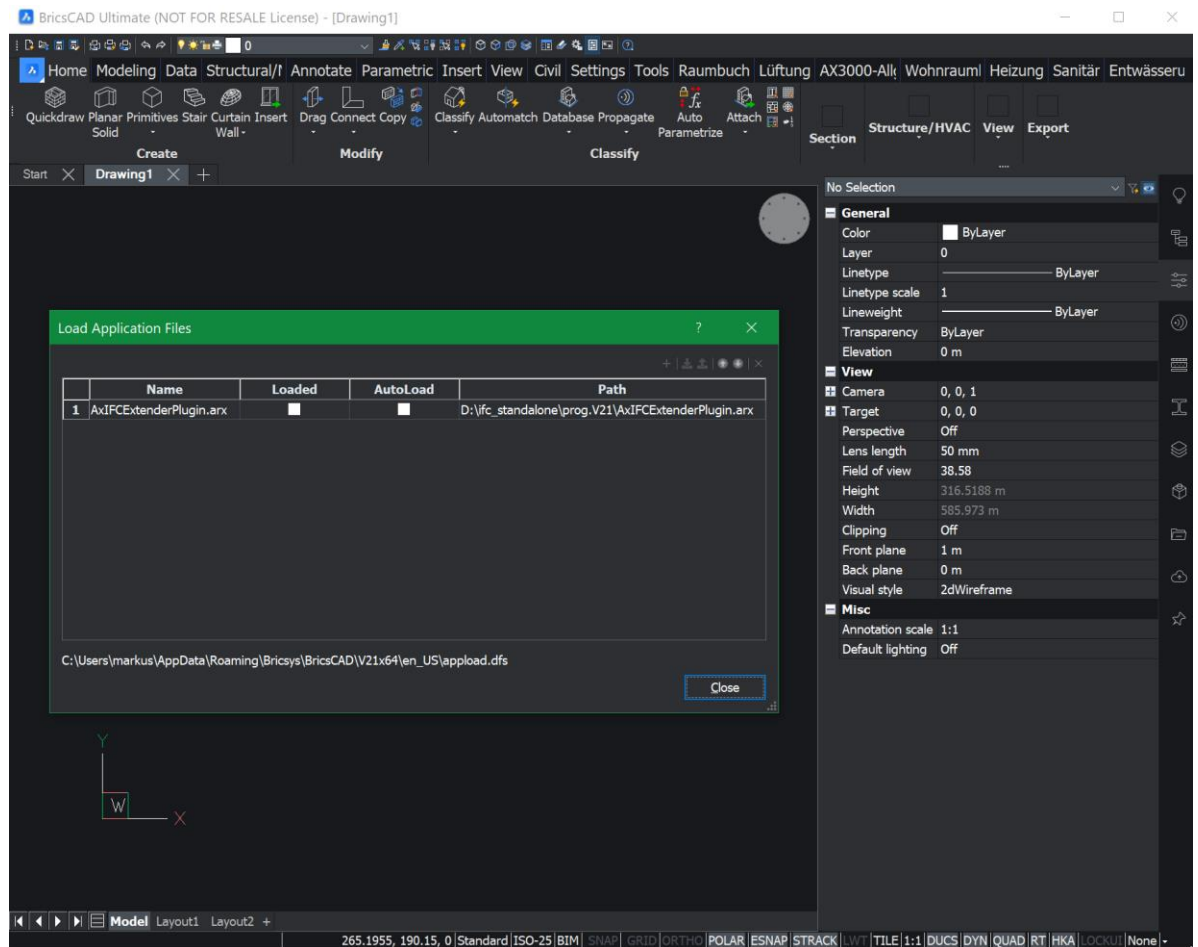 BricsCAD Ultimate (NOT FOR RESALE License) - [Drawing1]
0
Home Modeling Data Structural/I Annotate Parametric Insert View Civil Settings Tools Raumbuch Lüftung AX3000-Allg Wohnrauml Heizung Sanitär Entwässeru
Quickdraw Planar Solid Primitives Stair Curtain Wall Insert Drag Connect Copy Classify Automatch Database Propagate Auto Parametrize Attach Section Structure/HVAC View Export
Create Modify Classify
Start Drawing1 +
No Selection
General
Color ByLayer
Layer 0
Linetype ByLayer
Linetype scale 1
Lineweight ByLayer
Transparency ByLayer
Elevation 0 m
View
Camera 0, 0, 1
Target 0, 0, 0
Perspective Off
Lens length 50 mm
Field of view 38.58
Height 316.5188 m
Width 585.973 m
Clipping Off
Front plane 1 m
Back plane 0 m
Visual style 2dWireframe
Misc
Annotation scale 1:1
Default lighting Off
Load Application Files ?
Name Loaded AutoLoad Path
1 AxIFCExtenderPlugin.arx D:\ifc_standalone\prog.V21\AxIFCExtenderPlugin.arx
C:\Users\markus\AppData\Roaming\Bricsys\BricsCAD\V21x64\en_US\appload.dfs
Close
Y
W
X
Model Layout1 Layout2 +
265.1955, 190.15, 0 Standard ISO-25 BIM SNAP GRID ORTHO POLAR ESNAP STRACK LWT TILE 1:1 DUCS DYN QUAD RT HKA LOCKUI None